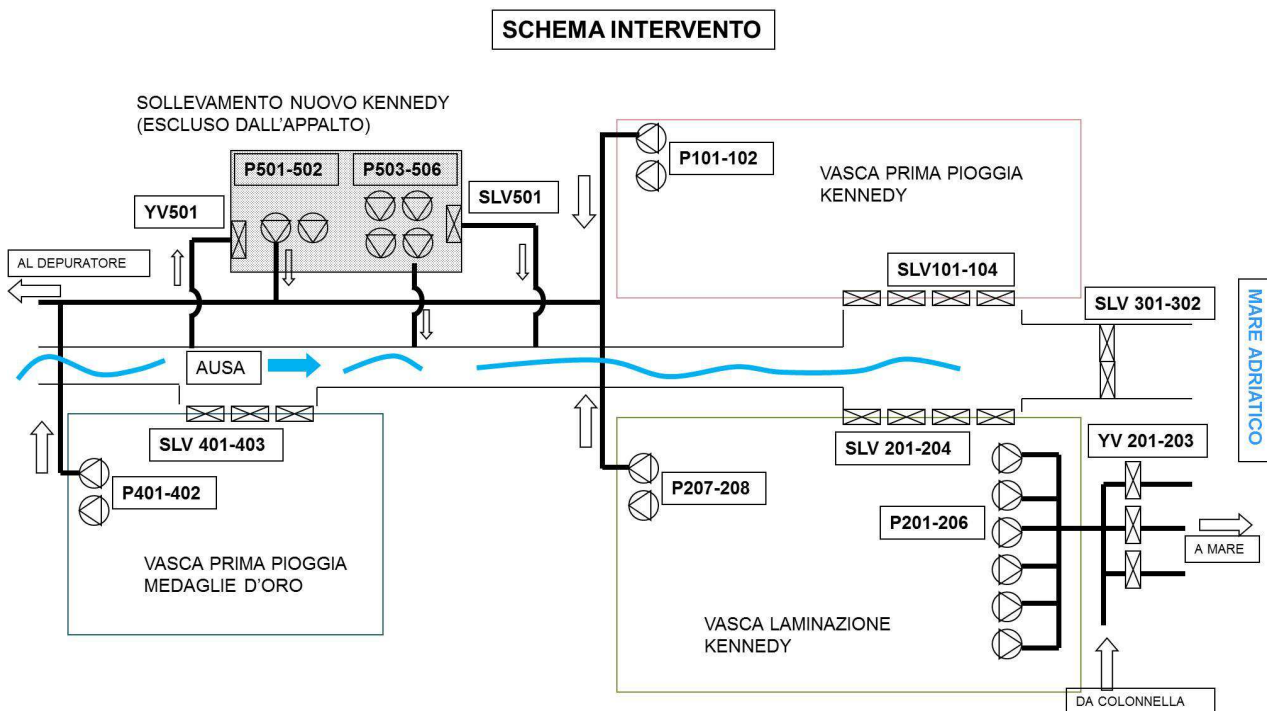 SCHEMA INTERVENTO
SOLLEVAMENTO NUOVO KENNEDY
(ESCLUSO DALL'APPALTO)
P501-502
P503-506
YV501
SLV501
P101-102
VASCA PRIMA PIOGGIA
KENNEDY
AL DEPURATORE
SLV101-104
SLV 301-302
MARE ADRIATICO
AUSA
SLV 401-403
SLV 201-204
YV 201-203
P401-402
P207-208
P201-206
A MARE
VASCA PRIMA PIOGGIA
MEDAGLIE D'ORO
VASCA LAMINAZIONE
KENNEDY
DA COLONNELLA